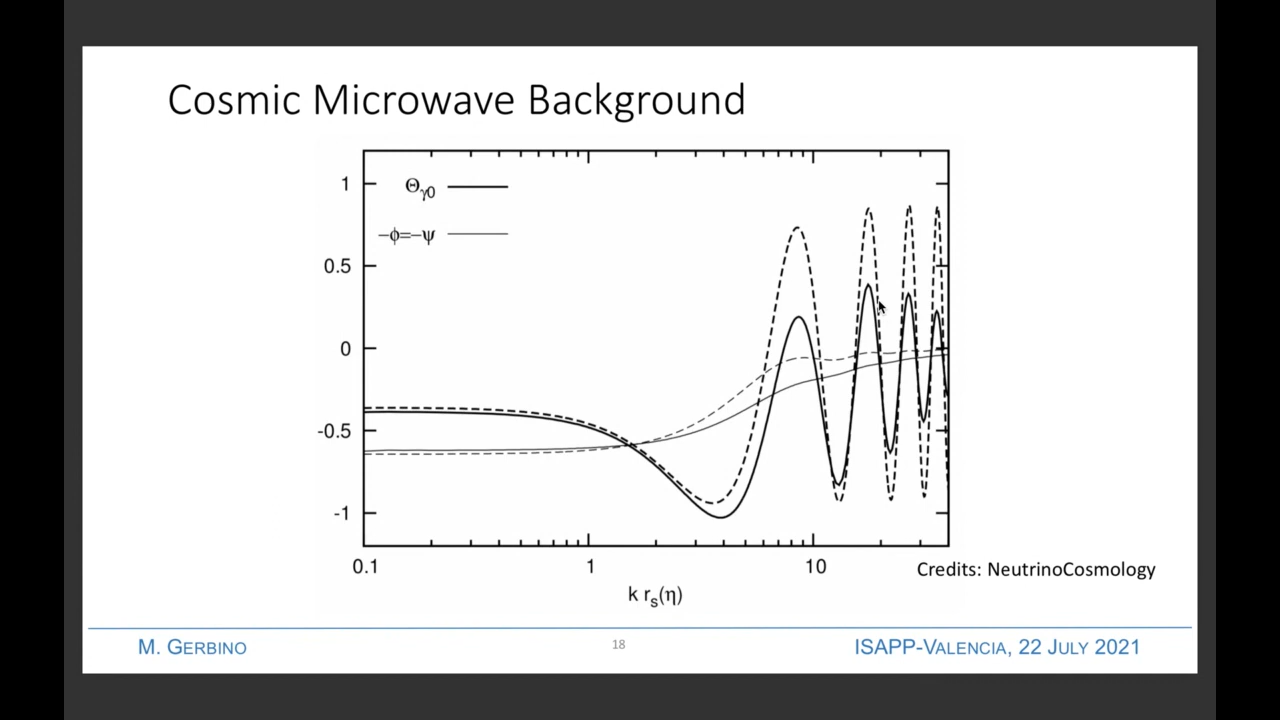 Cosmic Microwave Background
Θγ0
−ϕ=−ψ
1
0.5
0
-0.5
-1
0.1
1
10
k rs(η)
Credits: NeutrinoCosmology
M. GERBINO
18
ISAPP-VALENCIA, 22 JULY 2021